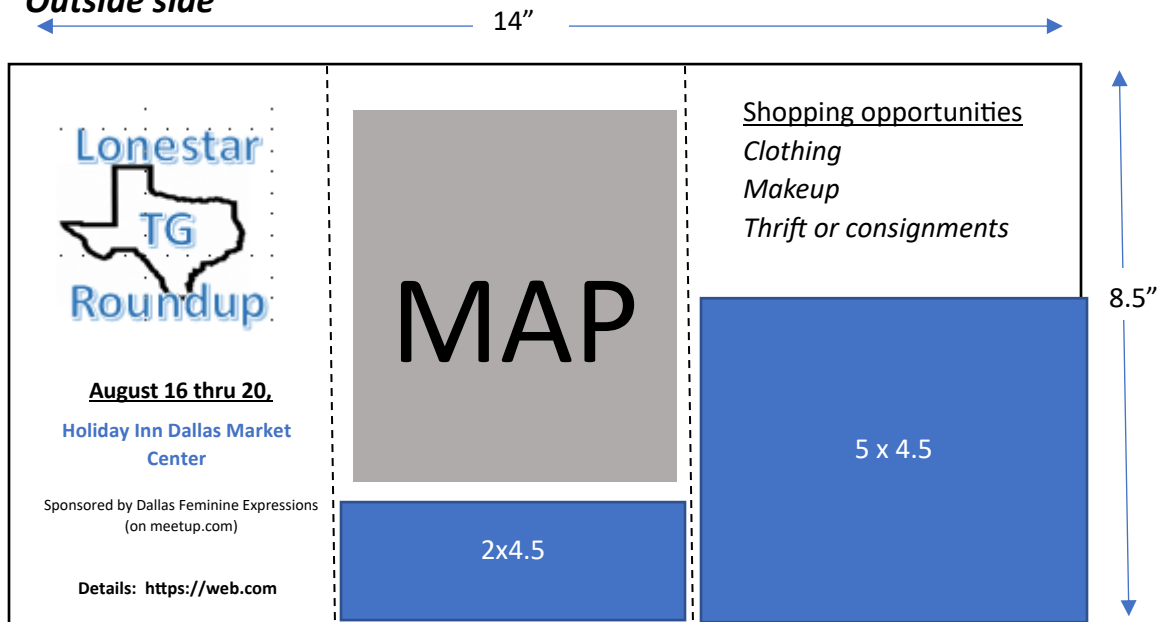 Outside side
14”
Lonestar
TG
Roundup
August 16 thru 20,
Holiday Inn Dallas Market
Center
Sponsored by Dallas Feminine Expressions
(on meetup.com)
Details:  https://web.com
MAP
2x4.5
Shopping opportunities
Clothing
Makeup
Thrift or consignments
5 x 4.5
8.5”